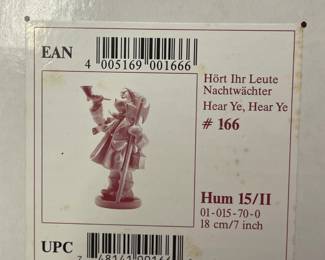 EAN
4 005169 001666
Hört Ihr Leute
Nachtwächter
Hear Ye, Hear Ye
# 166
Hum 15/II
01-015-70-0
18 cm/7 inch
UPC